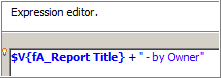 Expression editor.
$V{fA_Report Title} + " - by Owner"